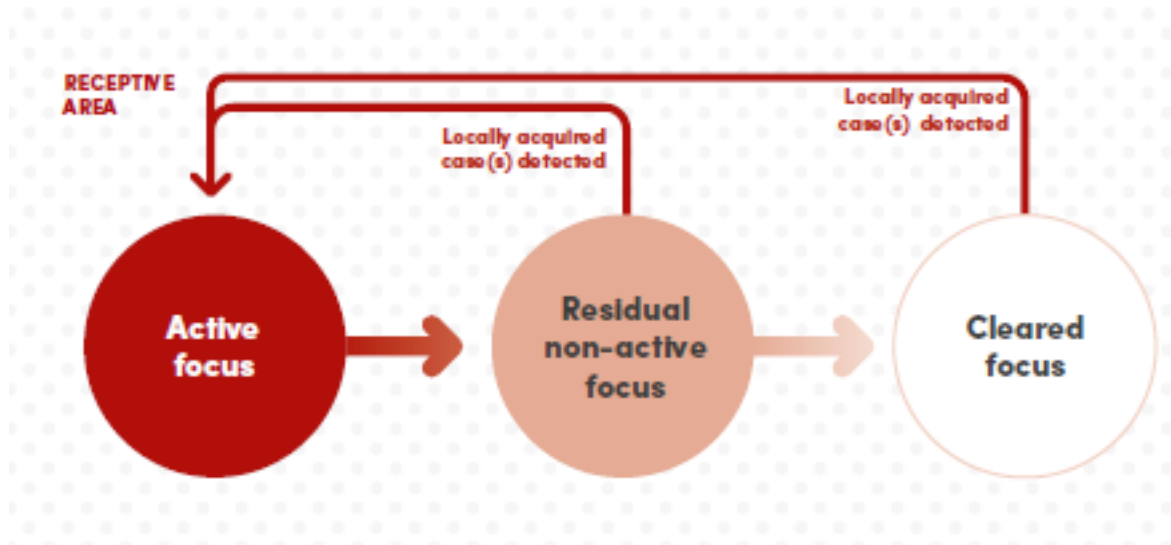 RECEPTIVE
AREA
Locally acquired
case(s) detected
Locally acquired
case(s) detected
Active
focus
Residual
non-active
focus
Cleared
focus